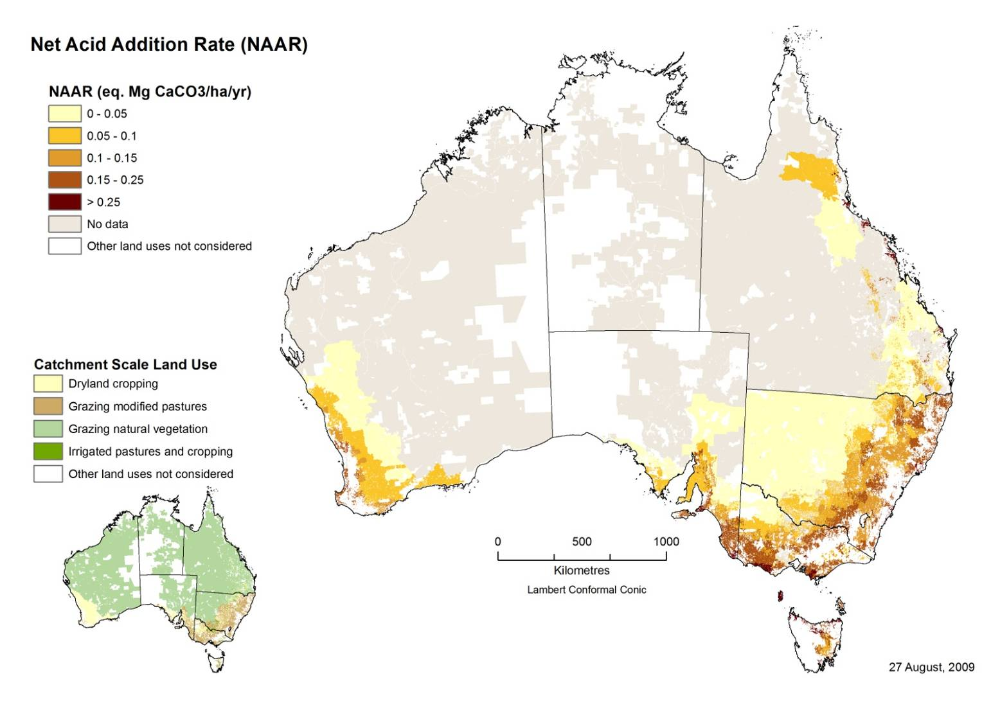 Net Acid Addition Rate (NAAR)
NAAR (eq. Mg CaCO3/ha/yr)
0 - 0.05
0.05 - 0.1
0.1 - 0.15
0.15 - 0.25
> 0.25
No data
Other land uses not considered
Catchment Scale Land Use
Dryland cropping
Grazing modified pastures
Grazing natural vegetation
Irrigated pastures and cropping
Other land uses not considered
0 500 1000
Kilometres
Lambert Conformal Conic
27 August, 2009